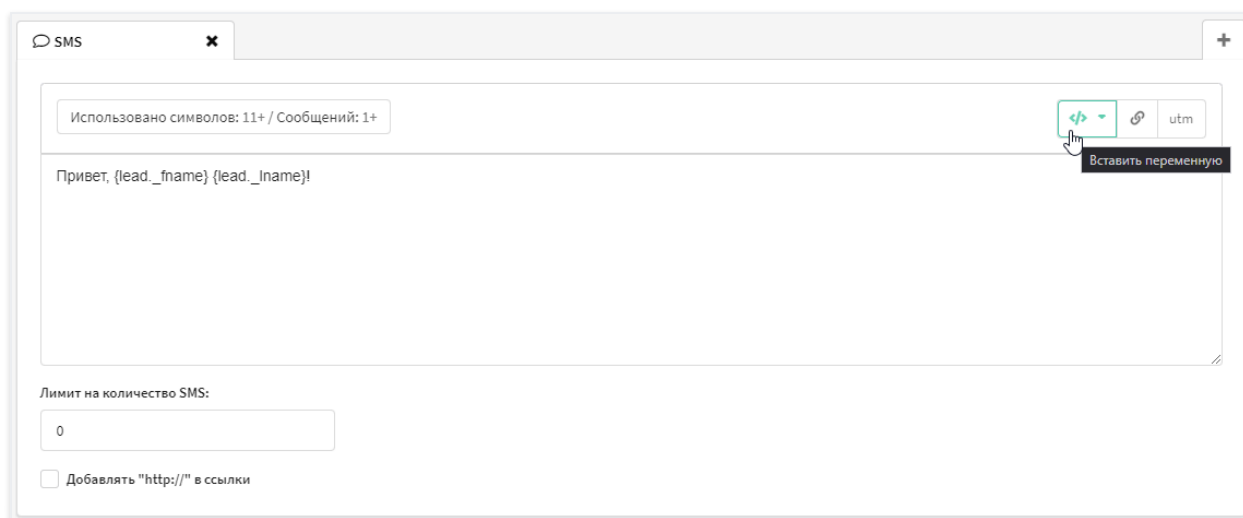 SMS
Использовано символов: 11+ / Сообщений: 1+
</> utm
Вставить переменную
Привет, {lead._fname} {lead._lname}!
Лимит на количество SMS:
0
Добавлять "http://" в ссылки